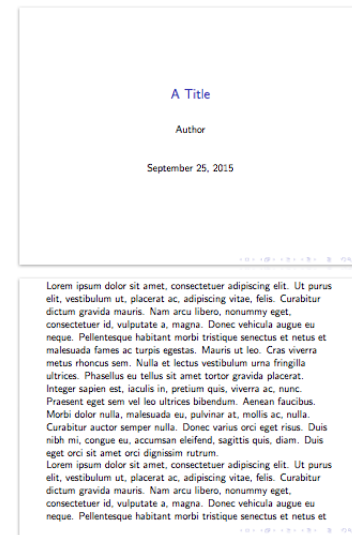 A Title
Author
September 25, 2015
Lorem ipsum dolor sit amet, consectetuer adipiscing elit. Ut purus
elit, vestibulum ut, placerat ac, adipiscing vitae, felis. Curabitur
dictum gravida mauris. Nam arcu libero, nonummy eget,
consectetuer id, vulputate a, magna. Donec vehicula augue eu
neque. Pellentesque habitant morbi tristique senectus et netus et
malesuada fames ac turpis egestas. Mauris ut leo. Cras viverra
metus rhoncus sem. Nulla et lectus vestibulum urna fringilla
ultrices. Phasellus eu tellus sit amet tortor gravida placerat.
Integer sapien est, iaculis in, pretium quis, viverra ac, nunc.
Praesent eget sem vel leo ultrices bibendum. Aenean faucibus.
Morbi dolor nulla, malesuada eu, pulvinar at, mollis ac, nulla.
Curabitur auctor semper nulla. Donec varius orci eget risus. Duis
nibh mi, congue eu, accumsan eleifend, sagittis quis, diam. Duis
eget orci sit amet orci dignissim rutrum.
Lorem ipsum dolor sit amet, consectetuer adipiscing elit. Ut purus
elit, vestibulum ut, placerat ac, adipiscing vitae, felis. Curabitur
dictum gravida mauris. Nam arcu libero, nonummy eget,
consectetuer id, vulputate a, magna. Donec vehicula augue eu
neque. Pellentesque habitant morbi tristique senectus et netus et